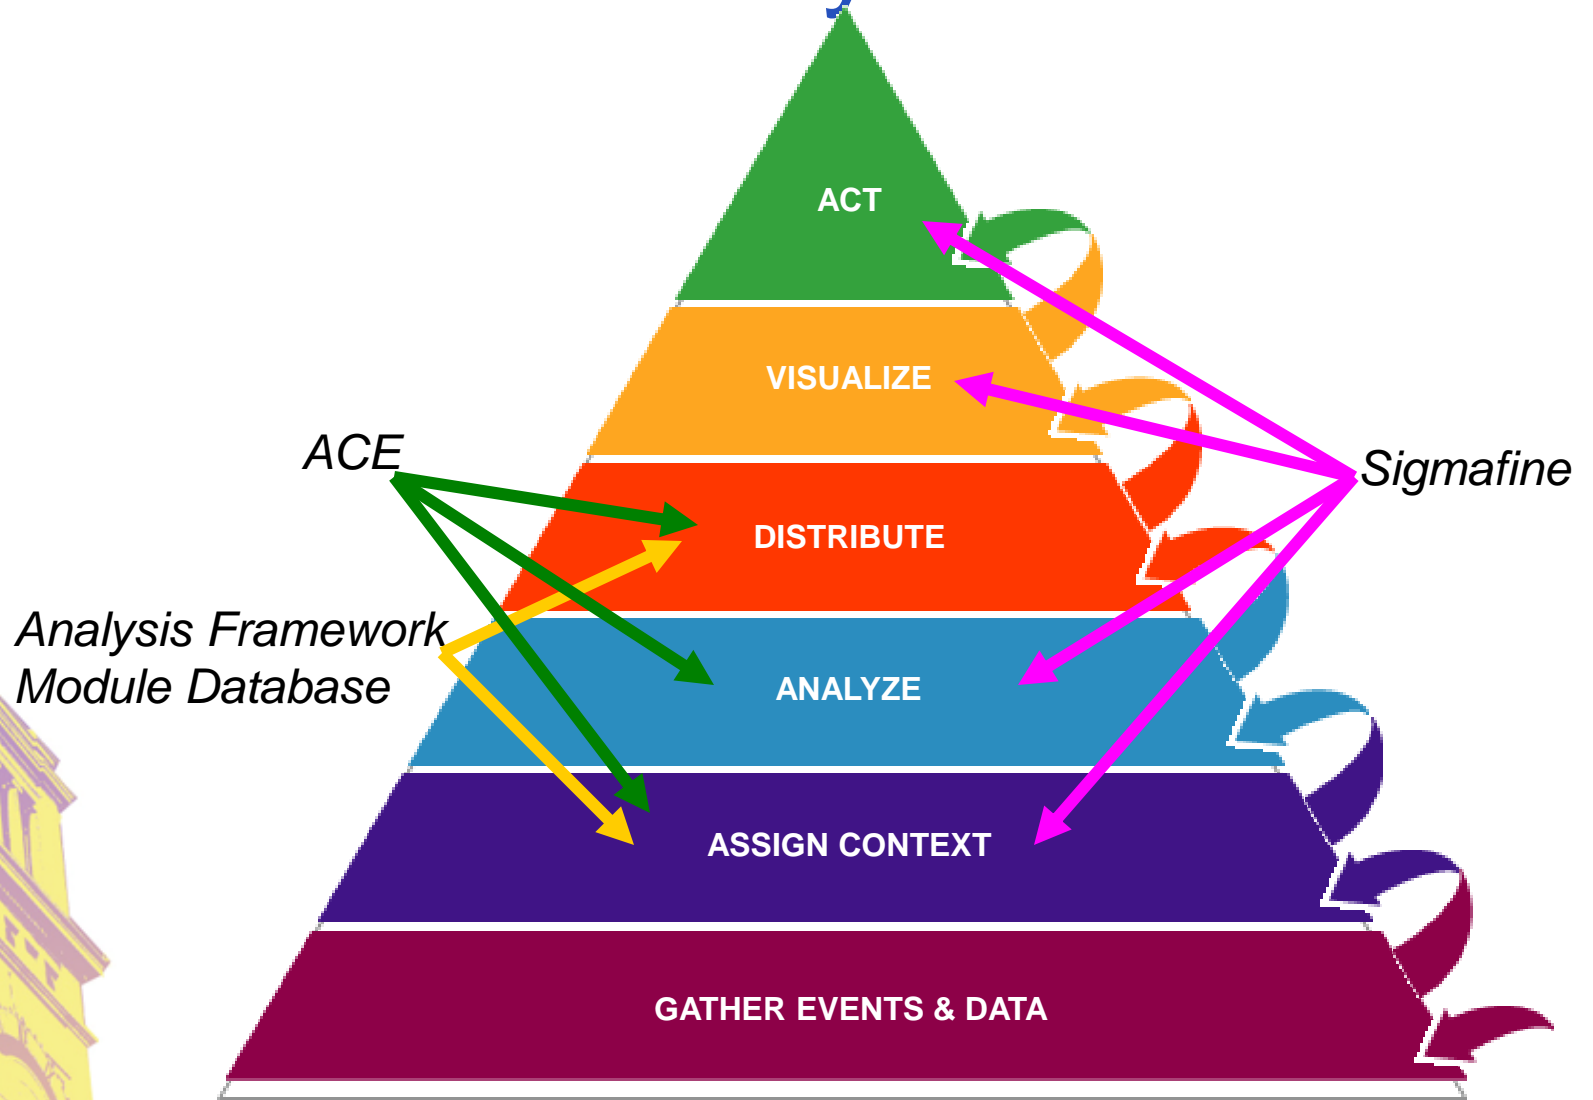 ACT
VISUALIZE
ACE
Sigmafine
DISTRIBUTE
Analysis Framework
Module Database
ANALYZE
ASSIGN CONTEXT
GATHER EVENTS & DATA